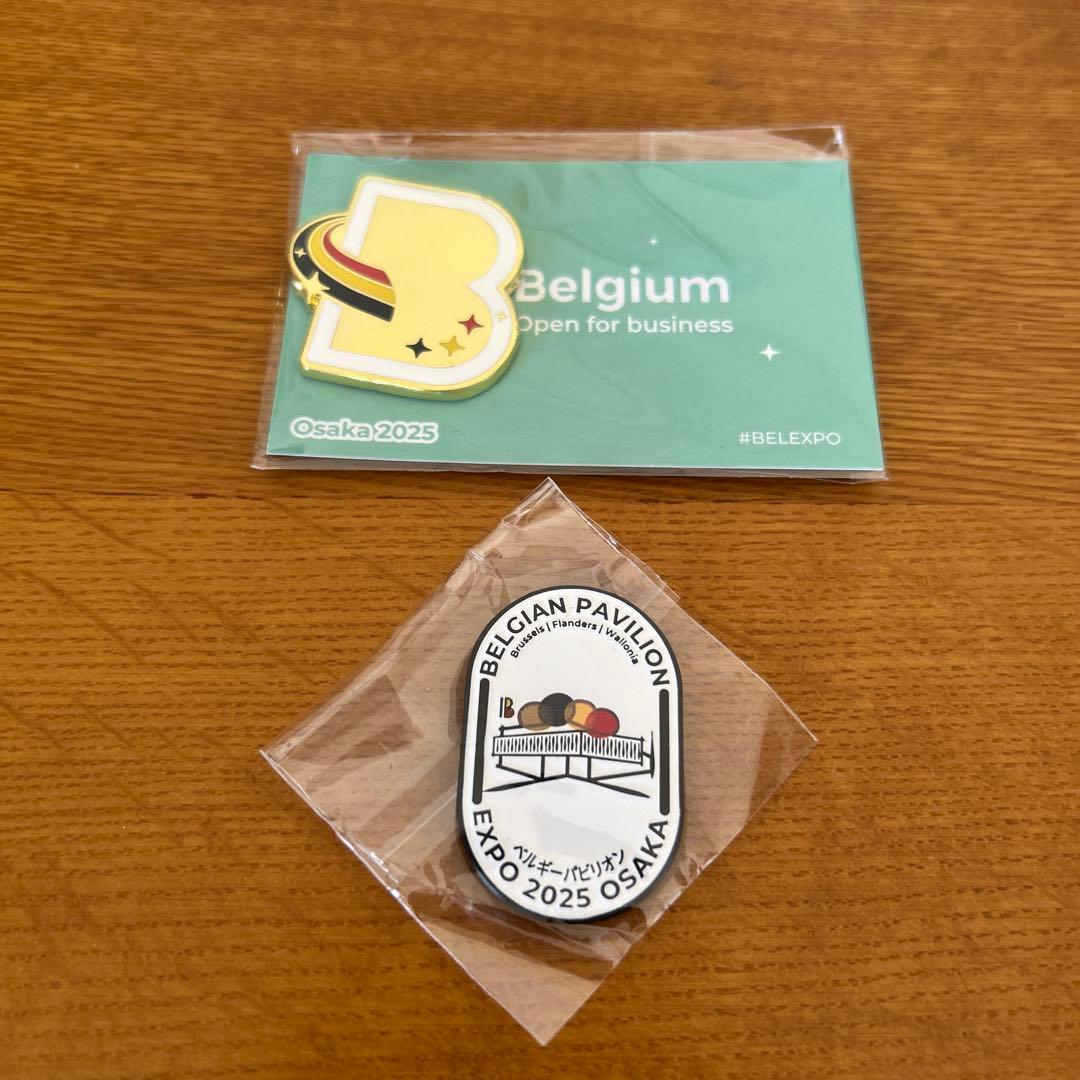 B
Belgium
Open for business
Osaka 2025
#BELEXPO
BELGIAN PAVILION
Brussels | Flanders | Wallonia
B
ベルギーパビリオン
EXPO 2025 OSAKA